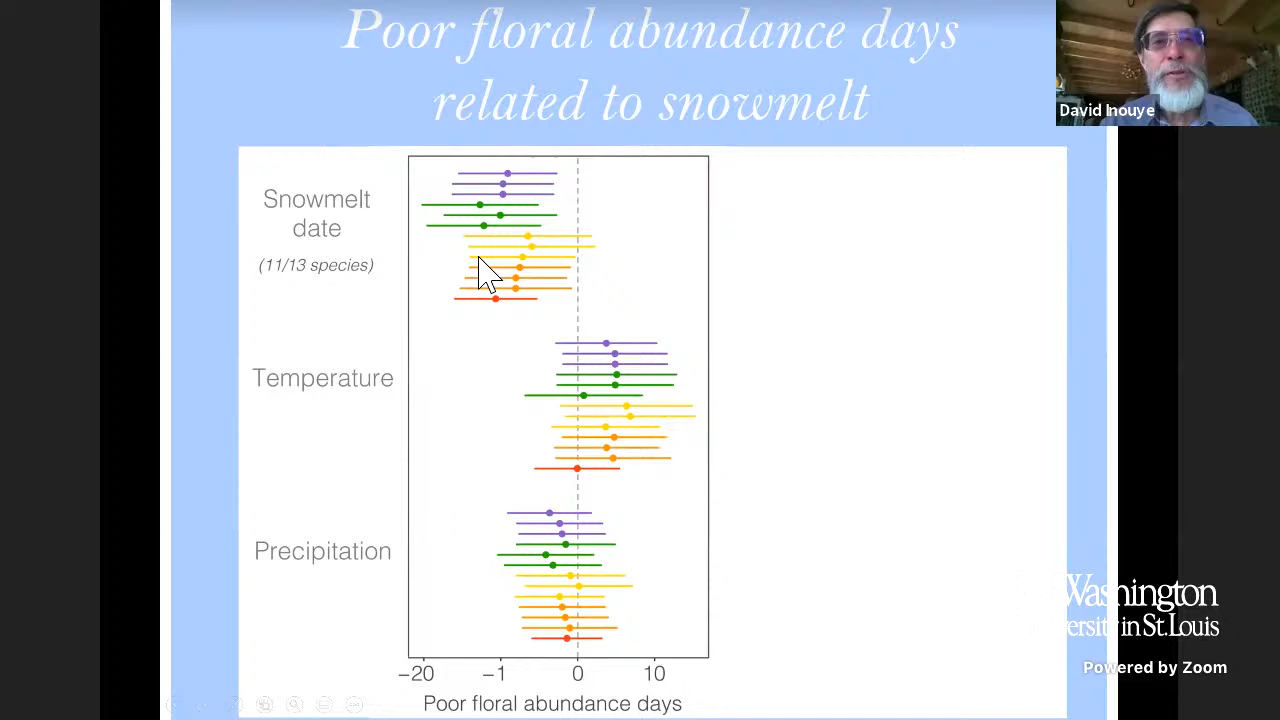 Poor floral abundance days
related to snowmelt
David Inouye
Snowmelt
date
(11/13 species)
Temperature
Precipitation
−20 −1 0 10
Poor floral abundance days
Washington
University in St. Louis
Powered by Zoom